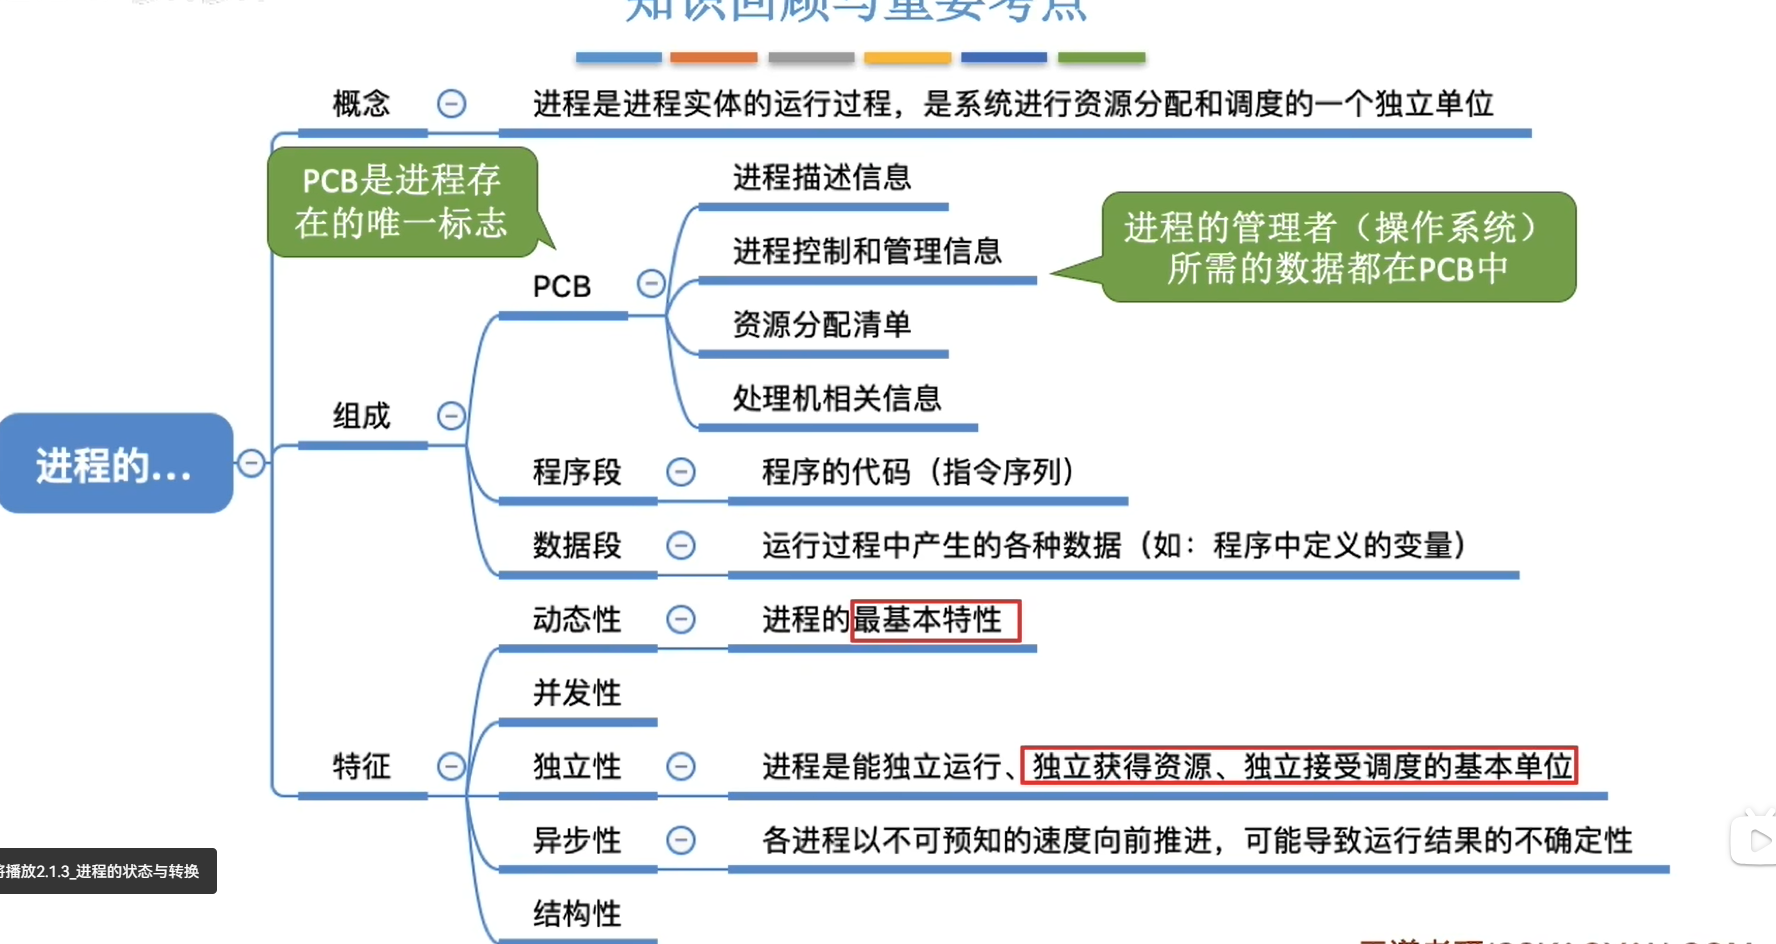 知识回顾与重要考点
概念
进程是进程实体的运行过程，是系统进行资源分配和调度的一个独立单位
PCB是进程存
在的唯一标志
进程描述信息
进程控制和管理信息
进程的管理者（操作系统）
所需的数据都在PCB中
PCB
资源分配清单
处理机相关信息
组成
进程的...
程序段
程序的代码（指令序列）
数据段
运行过程中产生的各种数据（如：程序中定义的变量）
动态性
进程的最基本特性
并发性
特征
独立性
进程是能独立运行、独立获得资源、独立接受调度的基本单位
异步性
各进程以不可预知的速度向前推进，可能导致运行结果的不确定性
播放2.1.3_进程的状态与转换
结构性